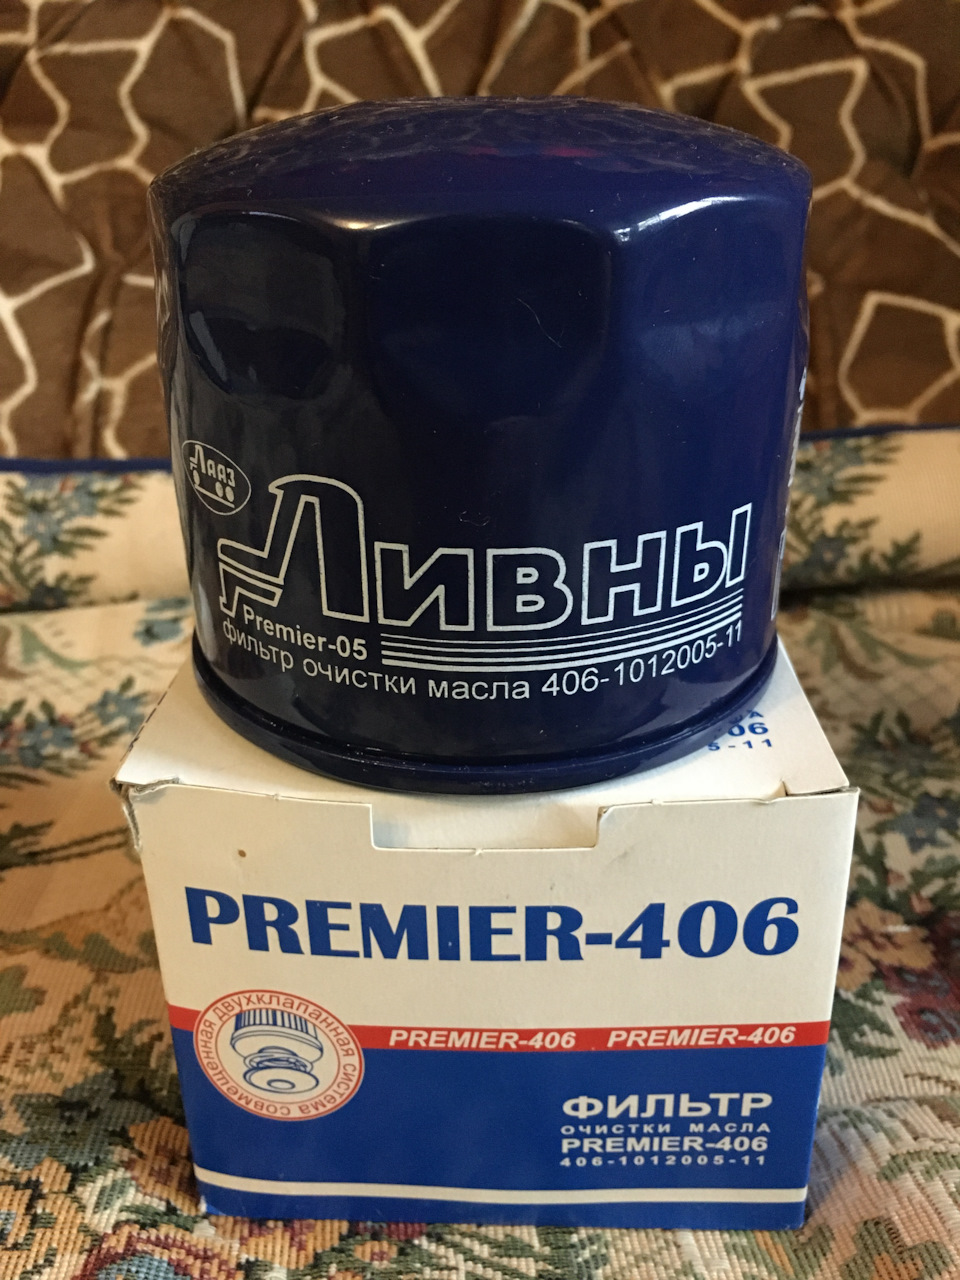 ЛААЗ
Ливны
Premier-05
фильтр очистки масла 406-1012005-11
PREMIER-406
совмещенная двухклапанная система
PREMIER-406 PREMIER-406
ФИЛЬТР
ОЧИСТКИ МАСЛА
PREMIER-406
406-1012005-11